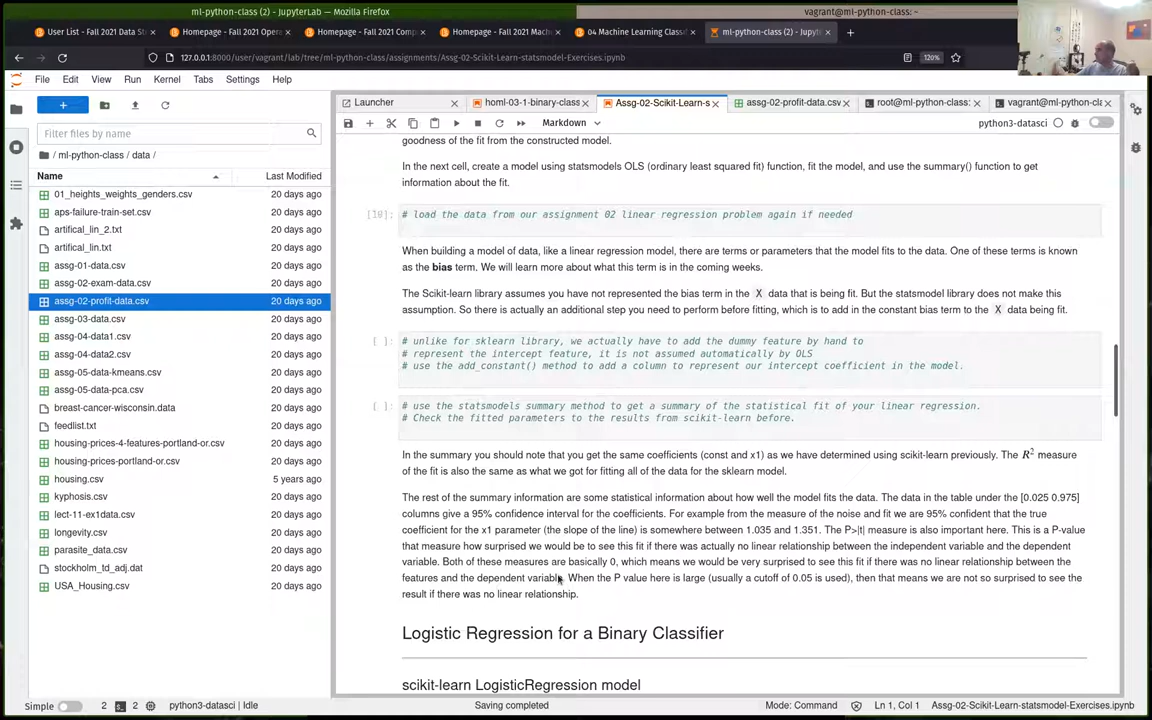 ml-python-class (2) - JupyterLab — Mozilla Firefox
vagrant@ml-python-class: ~
User List - Fall 2021 Data St
Homepage - Fall 2021 Opera
Homepage - Fall 2021 Comp
Homepage - Fall 2021 Mach
04 Machine Learning Classif
ml-python-class (2) - Jupyt
127.0.0.1:8000/user/vagrant/lab/tree/ml-python-class/assignments/Assg-02-Scikit-Learn-statsmodel-Exercises.ipynb
120%
File Edit View Run Kernel Tabs Settings Help
Launcher
homl-03-1-binary-class
Assg-02-Scikit-Learn-s
assg-02-profit-data.csv
root@ml-python-class:
vagrant@ml-python-cla
Markdown
python3-datasci
Filter files by name
/ ml-python-class / data /
Name Last Modified
01_heights_weights_genders.csv 20 days ago
aps-failure-train-set.csv 20 days ago
artifical_lin_2.txt 20 days ago
artifical_lin.txt 20 days ago
assg-01-data.csv 20 days ago
assg-02-exam-data.csv 20 days ago
assg-02-profit-data.csv 20 days ago
assg-03-data.csv 20 days ago
assg-04-data1.csv 20 days ago
assg-04-data2.csv 20 days ago
assg-05-data-kmeans.csv 20 days ago
assg-05-data-pca.csv 20 days ago
breast-cancer-wisconsin.data 20 days ago
feedlist.txt 20 days ago
housing-prices-4-features-portland-or.csv 20 days ago
housing-prices-portland-or.csv 20 days ago
housing.csv 5 years ago
kyphosis.csv 20 days ago
lect-11-ex1data.csv 20 days ago
longevity.csv 20 days ago
parasite_data.csv 20 days ago
stockholm_td_adj.dat 20 days ago
USA_Housing.csv 20 days ago
goodness of the fit from the constructed model.
In the next cell, create a model using statsmodels OLS (ordinary least squared fit) function, fit the model, and use the summary() function to get
information about the fit.
[10]: # load the data from our assignment 02 linear regression problem again if needed
When building a model of data, like a linear regression model, there are terms or parameters that the model fits to the data. One of these terms is known
as the bias term. We will learn more about what this term is in the coming weeks.
The Scikit-learn library assumes you have not represented the bias term in the X data that is being fit. But the statsmodel library does not make this
assumption. So there is actually an additional step you need to perform before fitting, which is to add in the constant bias term to the X data being fit.
[ ]: # unlike for sklearn library, we actually have to add the dummy feature by hand to
# represent the intercept feature, it is not assumed automatically by OLS
# use the add_constant() method to add a column to represent our intercept coefficient in the model.
[ ]: # use the statsmodels summary method to get a summary of the statistical fit of your linear regression.
# Check the fitted parameters to the results from scikit-learn before.
In the summary you should note that you get the same coefficients (const and x1) as we have determined using scikit-learn previously. The R² measure
of the fit is also the same as what we got for fitting all of the data for the sklearn model.
The rest of the summary information are some statistical information about how well the model fits the data. The data in the table under the [0.025 0.975]
columns give a 95% confidence interval for the coefficients. For example from the measure of the noise and fit we are 95% confident that the true
coefficient for the x1 parameter (the slope of the line) is somewhere between 1.035 and 1.351. The P>|t| measure is also important here. This is a P-value
that measure how surprised we would be to see this fit if there was actually no linear relationship between the independent variable and the dependent
variable. Both of these measures are basically 0, which means we would be very surprised to see this fit if there was no linear relationship between the
features and the dependent variable. When the P value here is large (usually a cutoff of 0.05 is used), then that means we are not so surprised to see the
result if there was no linear relationship.
Logistic Regression for a Binary Classifier
scikit-learn LogisticRegression model
Simple
2
2
python3-datasci | Idle
Saving completed
Mode: Command
Ln 1, Col 1
Assg-02-Scikit-Learn-statsmodel-Exercises.ipynb